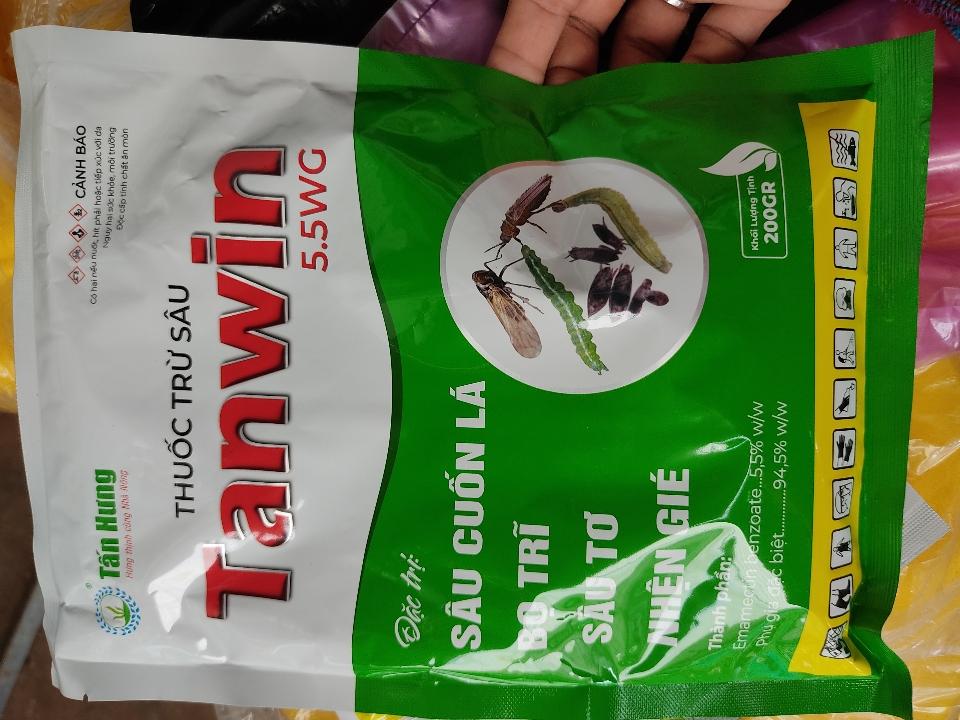 Tấn Hưng
Hưng thịnh cùng Nhà Nông
CẢNH BÁO
Có hại nếu nuốt, hít phải hoặc tiếp xúc với da
Nguy hại sức khỏe, môi trường
Độc cấp tính chất ăn mòn
THUỐC TRỪ SÂU
Tanwin
5.5WG
Đặc trị:
SÂU CUỐN LÁ
BỌ TRĨ
SÂU TƠ
NHỆN GIÉ
Thành phần:
Emamectin benzoate...5,5% w/w
Phụ gia đặc biệt............94,5% w/w
Khối Lượng Tịnh
200GR